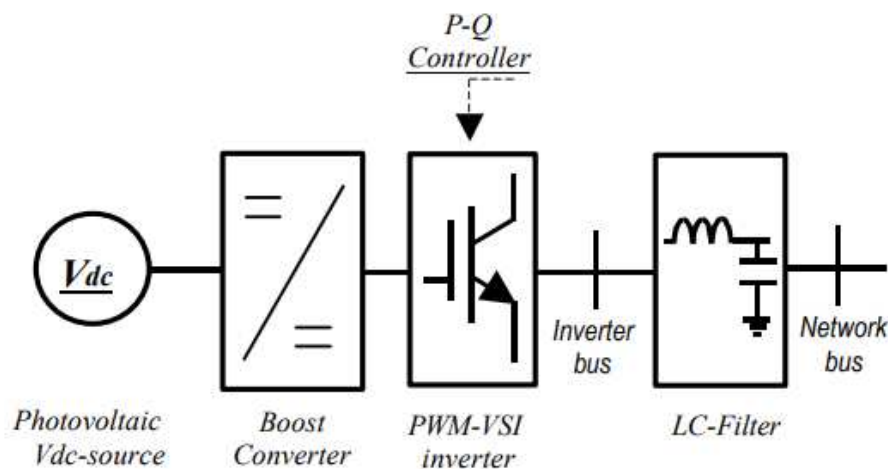 P-Q
Controller
Vdc
Inverter
bus
Network
bus
Photovoltaic
Vdc-source
Boost
Converter
PWM-VSI
inverter
LC-Filter